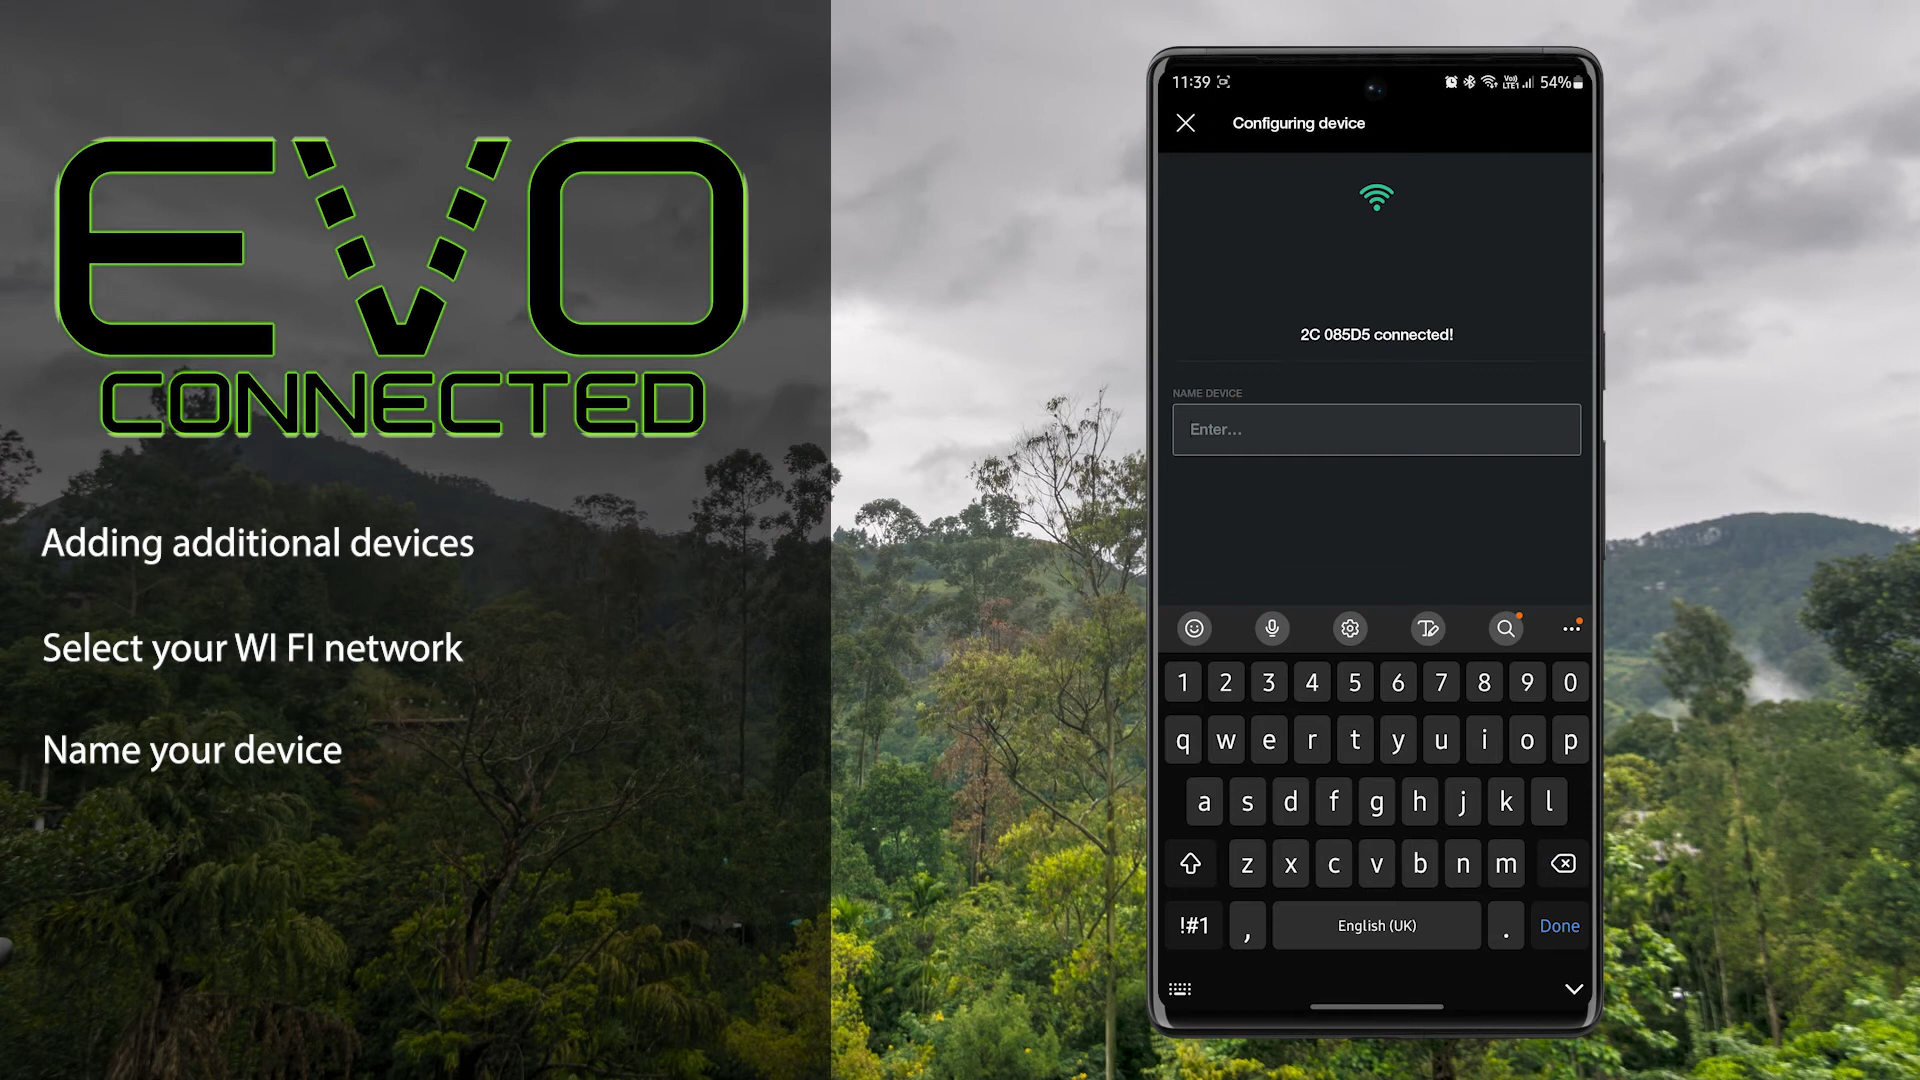 EVO
CONNECTED
Adding additional devices
Select your WI FI network
Name your device
11:39
Vo))
LTE1
54%
Configuring device
2C 085D5 connected!
NAME DEVICE
Enter...
1 2 3 4 5 6 7 8 9 0
q w e r t y u i o p
a s d f g h j k l
z x c v b n m
!#1 , English (UK) . Done